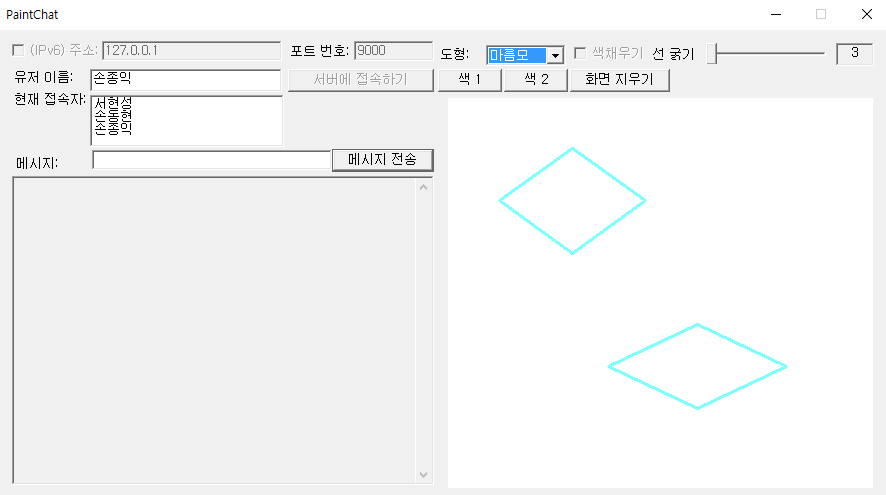 PaintChat
(IPv6) 주소: 127.0.0.1 포트 번호: 9000 도형: 마름모 색채우기 선 굵기 3
유저 이름: 손종익 서버에 접속하기 색 1 색 2 화면 지우기
현재 접속자: 서현성
손동현
손종익
메시지: 메시지 전송